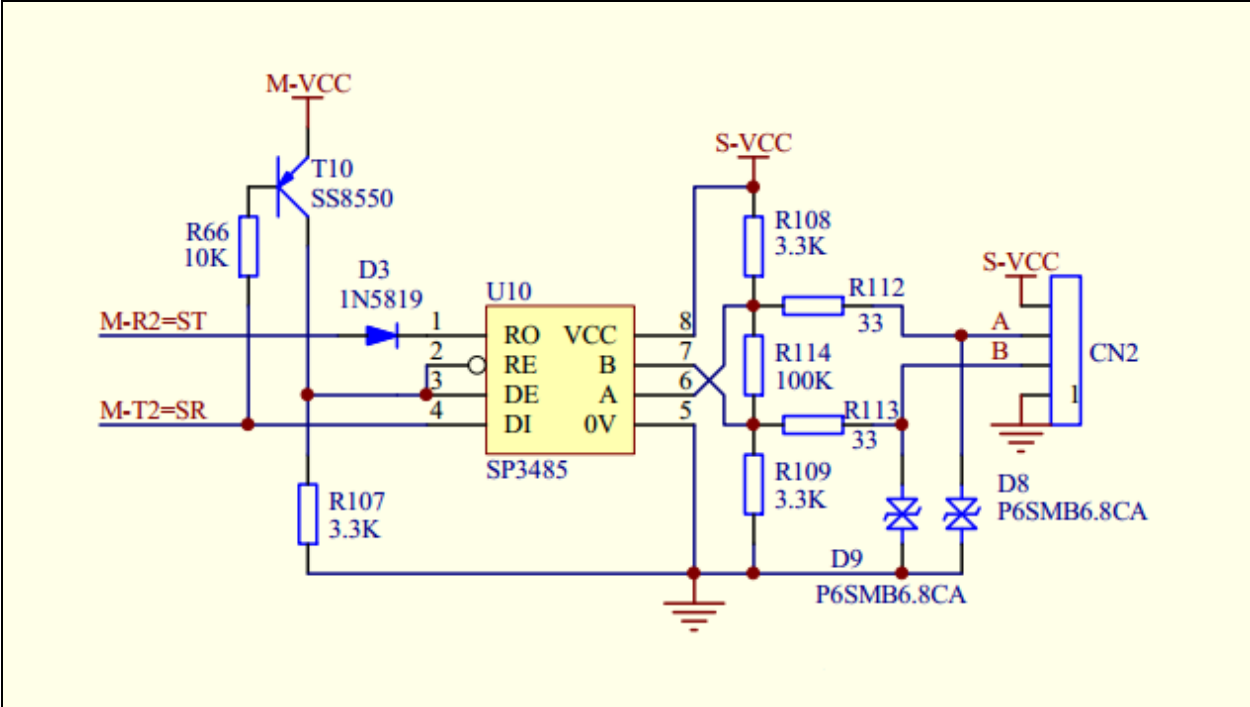 M-VCC
T10
SS8550
R66
10K
D3
1N5819
M-R2=ST
M-T2=SR
U10
1
2
3
4
RO
RE
DE
DI
VCC
B
A
0V
8
7
6
5
SP3485
R107
3.3K
S-VCC
R108
3.3K
R114
100K
R109
3.3K
R112
33
R113
33
S-VCC
A
B
1
CN2
D8
P6SMB6.8CA
D9
P6SMB6.8CA